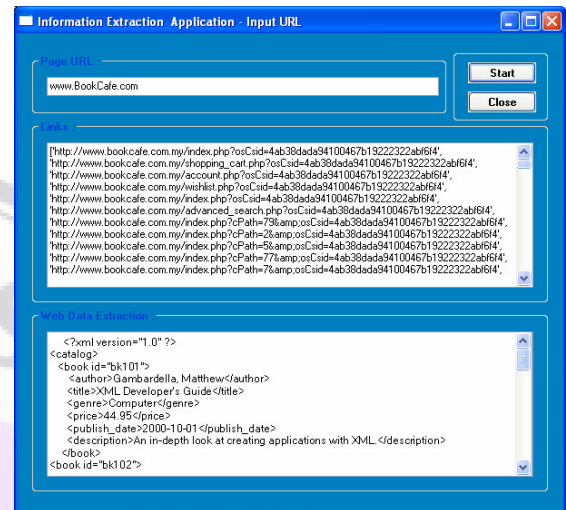 Information Extraction Application - Input URL
Page URL :-
www.BookCafe.com
Start
Close
Links :-
['http://www.bookcafe.com.my/index.php?osCsid=4ab38dada94100467b19222322abf6f4',
'http://www.bookcafe.com.my/shopping_cart.php?osCsid=4ab38dada94100467b19222322abf6f4',
'http://www.bookcafe.com.my/account.php?osCsid=4ab38dada94100467b19222322abf6f4',
'http://www.bookcafe.com.my/wishlist.php?osCsid=4ab38dada94100467b19222322abf6f4',
'http://www.bookcafe.com.my/index.php?osCsid=4ab38dada94100467b19222322abf6f4',
'http://www.bookcafe.com.my/advanced_search.php?osCsid=4ab38dada94100467b19222322abf6f4',
'http://www.bookcafe.com.my/index.php?cPath=79&amp;osCsid=4ab38dada94100467b19222322abf6f4',
'http://www.bookcafe.com.my/index.php?cPath=2&amp;osCsid=4ab38dada94100467b19222322abf6f4',
'http://www.bookcafe.com.my/index.php?cPath=5&amp;osCsid=4ab38dada94100467b19222322abf6f4',
'http://www.bookcafe.com.my/index.php?cPath=77&amp;osCsid=4ab38dada94100467b19222322abf6f4',
'http://www.bookcafe.com.my/index.php?cPath=7&amp;osCsid=4ab38dada94100467b19222322abf6f4',
Web Data Extraction :-
<?xml version="1.0" ?>
<catalog>
<book id="bk101">
<author>Gambardella, Matthew</author>
<title>XML Developer's Guide</title>
<genre>Computer</genre>
<price>44.95</price>
<publish_date>2000-10-01</publish_date>
<description>An in-depth look at creating applications with XML.</description>
</book>
<book id="bk102">